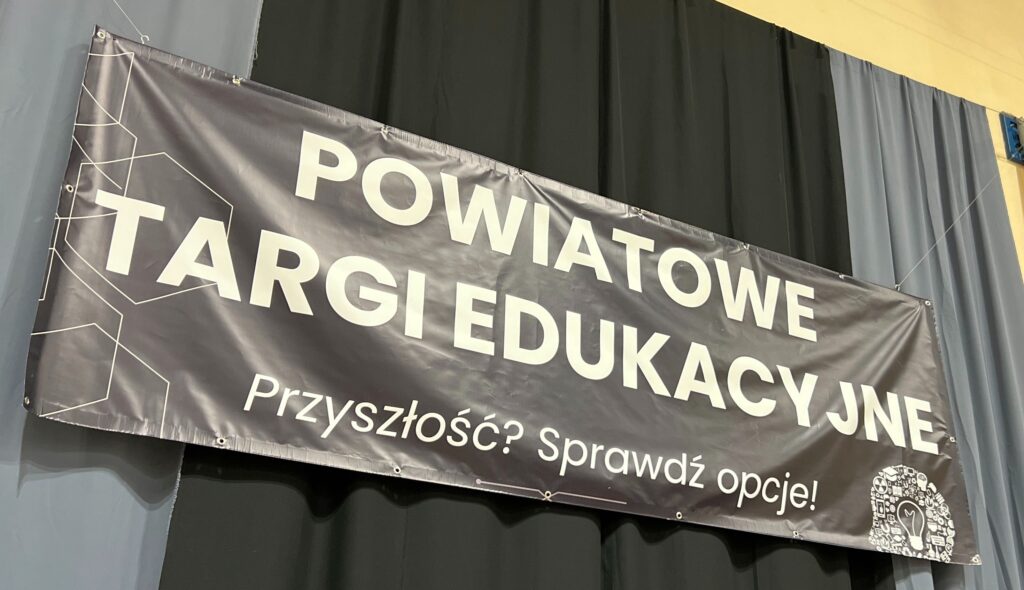 POWIATOWE
TARGI EDUKACYJNE
Przyszłość? Sprawdź opcje!